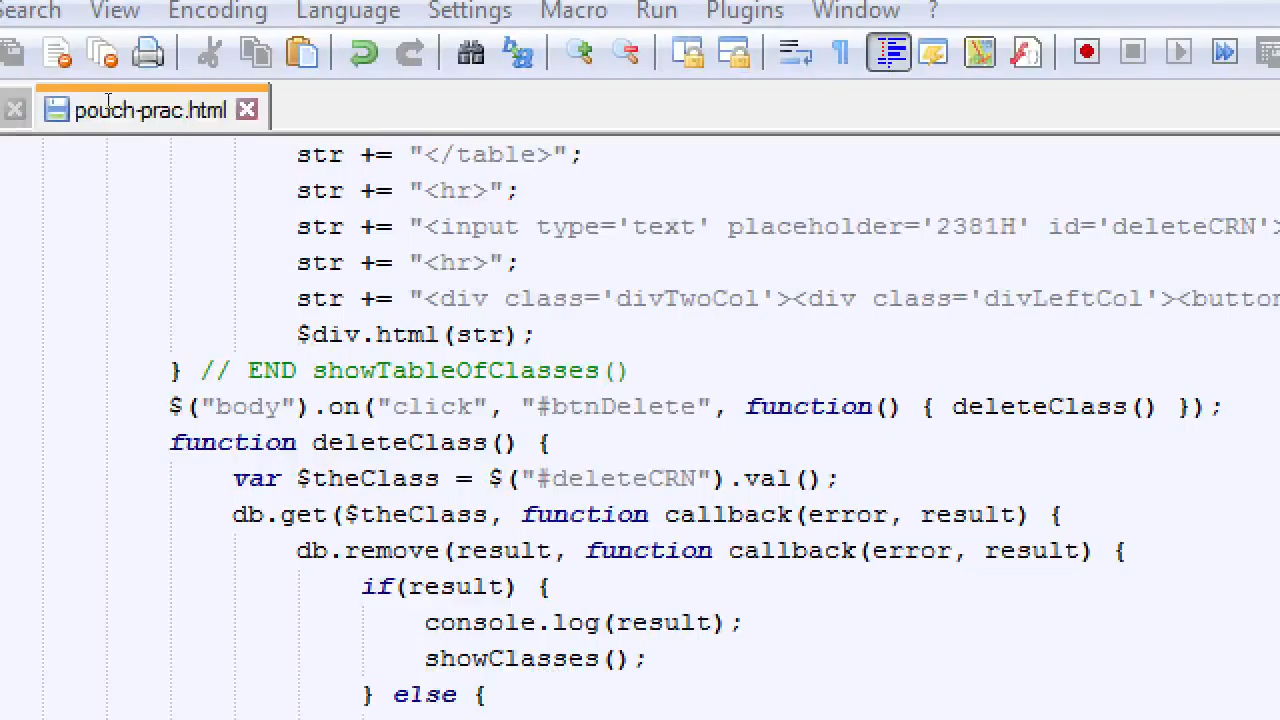 Search View Encoding Language Settings Macro Run Plugins Window ?
pouch-prac.html
str += "</table>";
str += "<hr>";
str += "<input type='text' placeholder='2381H' id='deleteCRN'>
str += "<hr>";
str += "<div class='divTwoCol'><div class='divLeftCol'><button
$div.html(str);
} // END showTableOfClasses()
$("body").on("click", "#btnDelete", function() { deleteClass() });
function deleteClass() {
var $theClass = $("#deleteCRN").val();
db.get($theClass, function callback(error, result) {
db.remove(result, function callback(error, result) {
if(result) {
console.log(result);
showClasses();
} else {